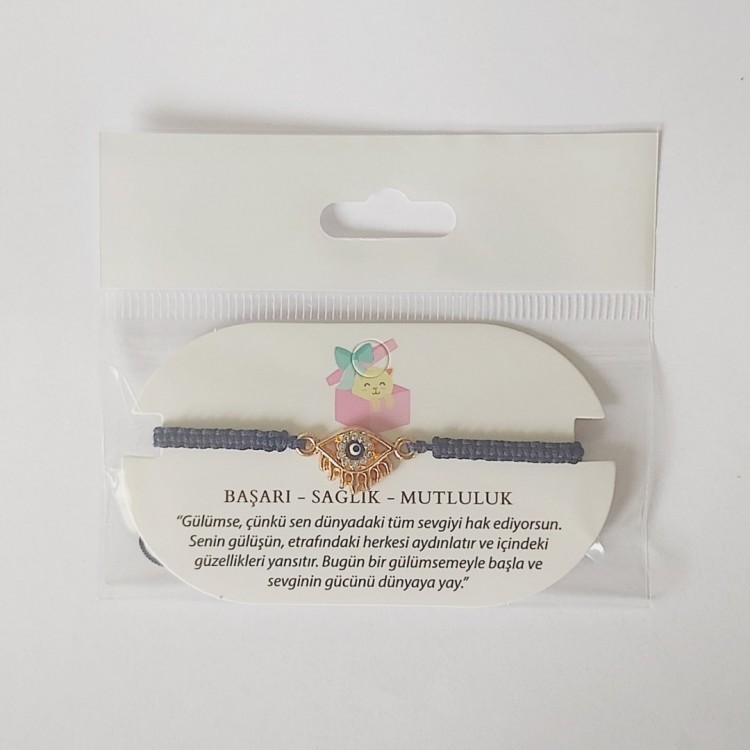 BAŞARI - SAĞLIK - MUTLULUK
“Gülümse, çünkü sen dünyadaki tüm sevgiyi hak ediyorsun.
Senin gülüşün, etrafındaki herkesi aydınlatır ve içindeki
güzellikleri yansıtır. Bugün bir gülümsemeyle başla ve
sevginin gücünü dünyaya yay.”